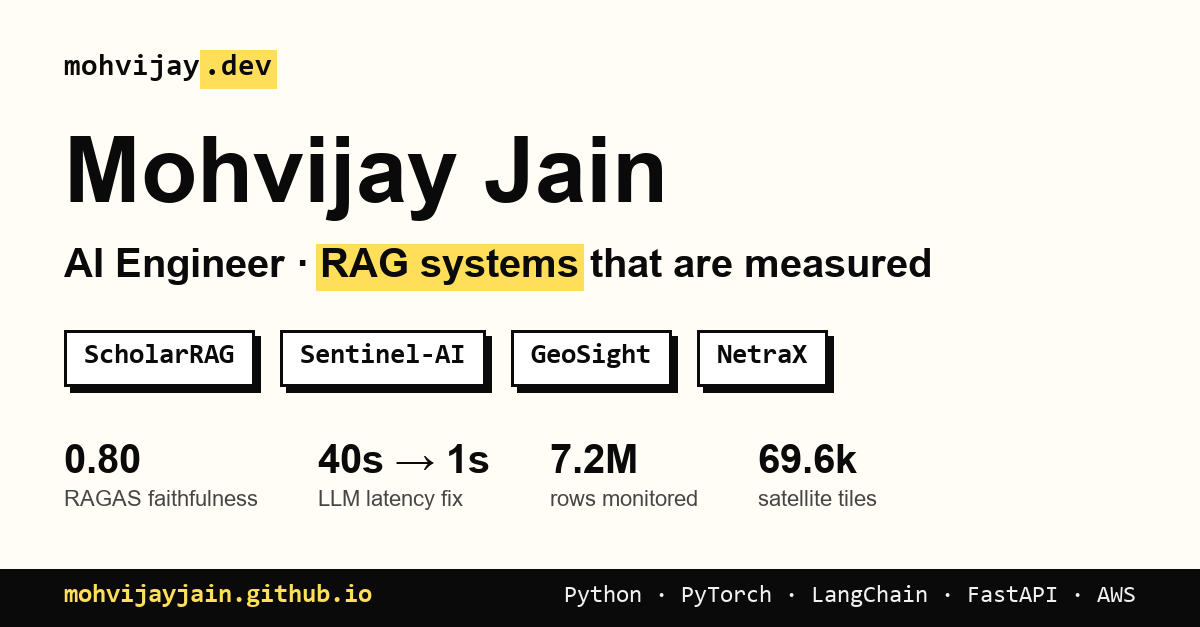 mohvijay.dev
Mohvijay Jain
AI Engineer · RAG systems that are measured
ScholarRAG Sentinel-AI GeoSight NetraX
0.80 40s → 1s 7.2M 69.6k
RAGAS faithfulness LLM latency fix rows monitored satellite tiles
mohvijayjain.github.io Python · PyTorch · LangChain · FastAPI · AWS